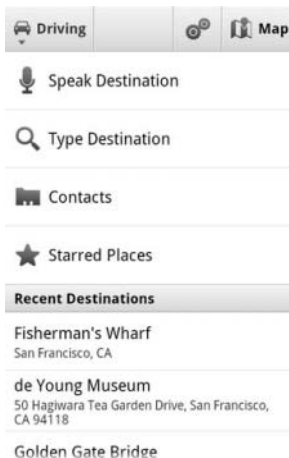 Driving
Map
Speak Destination
Type Destination
Contacts
Starred Places
Recent Destinations
Fisherman's Wharf
San Francisco, CA
de Young Museum
50 Hagiwara Tea Garden Drive, San Francisco,
CA 94118
Golden Gate Bridge